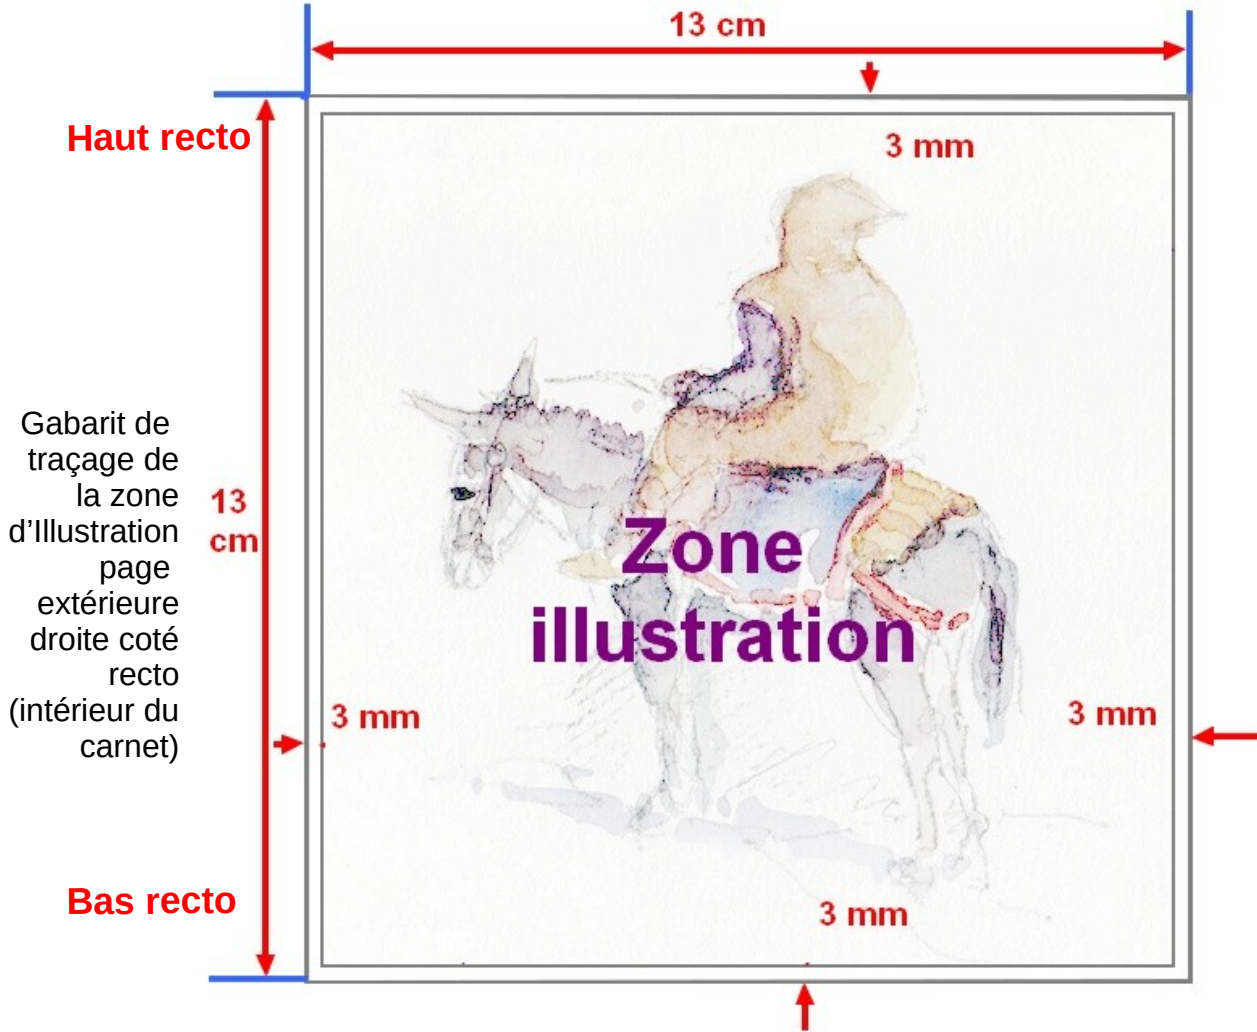 13 cm
Haut recto
3 mm
Gabarit de
traçage de
la zone
d’Illustration
page
extérieure
droite coté
recto
(intérieur du
carnet)
13
cm
Zone
illustration
3 mm
3 mm
Bas recto
3 mm